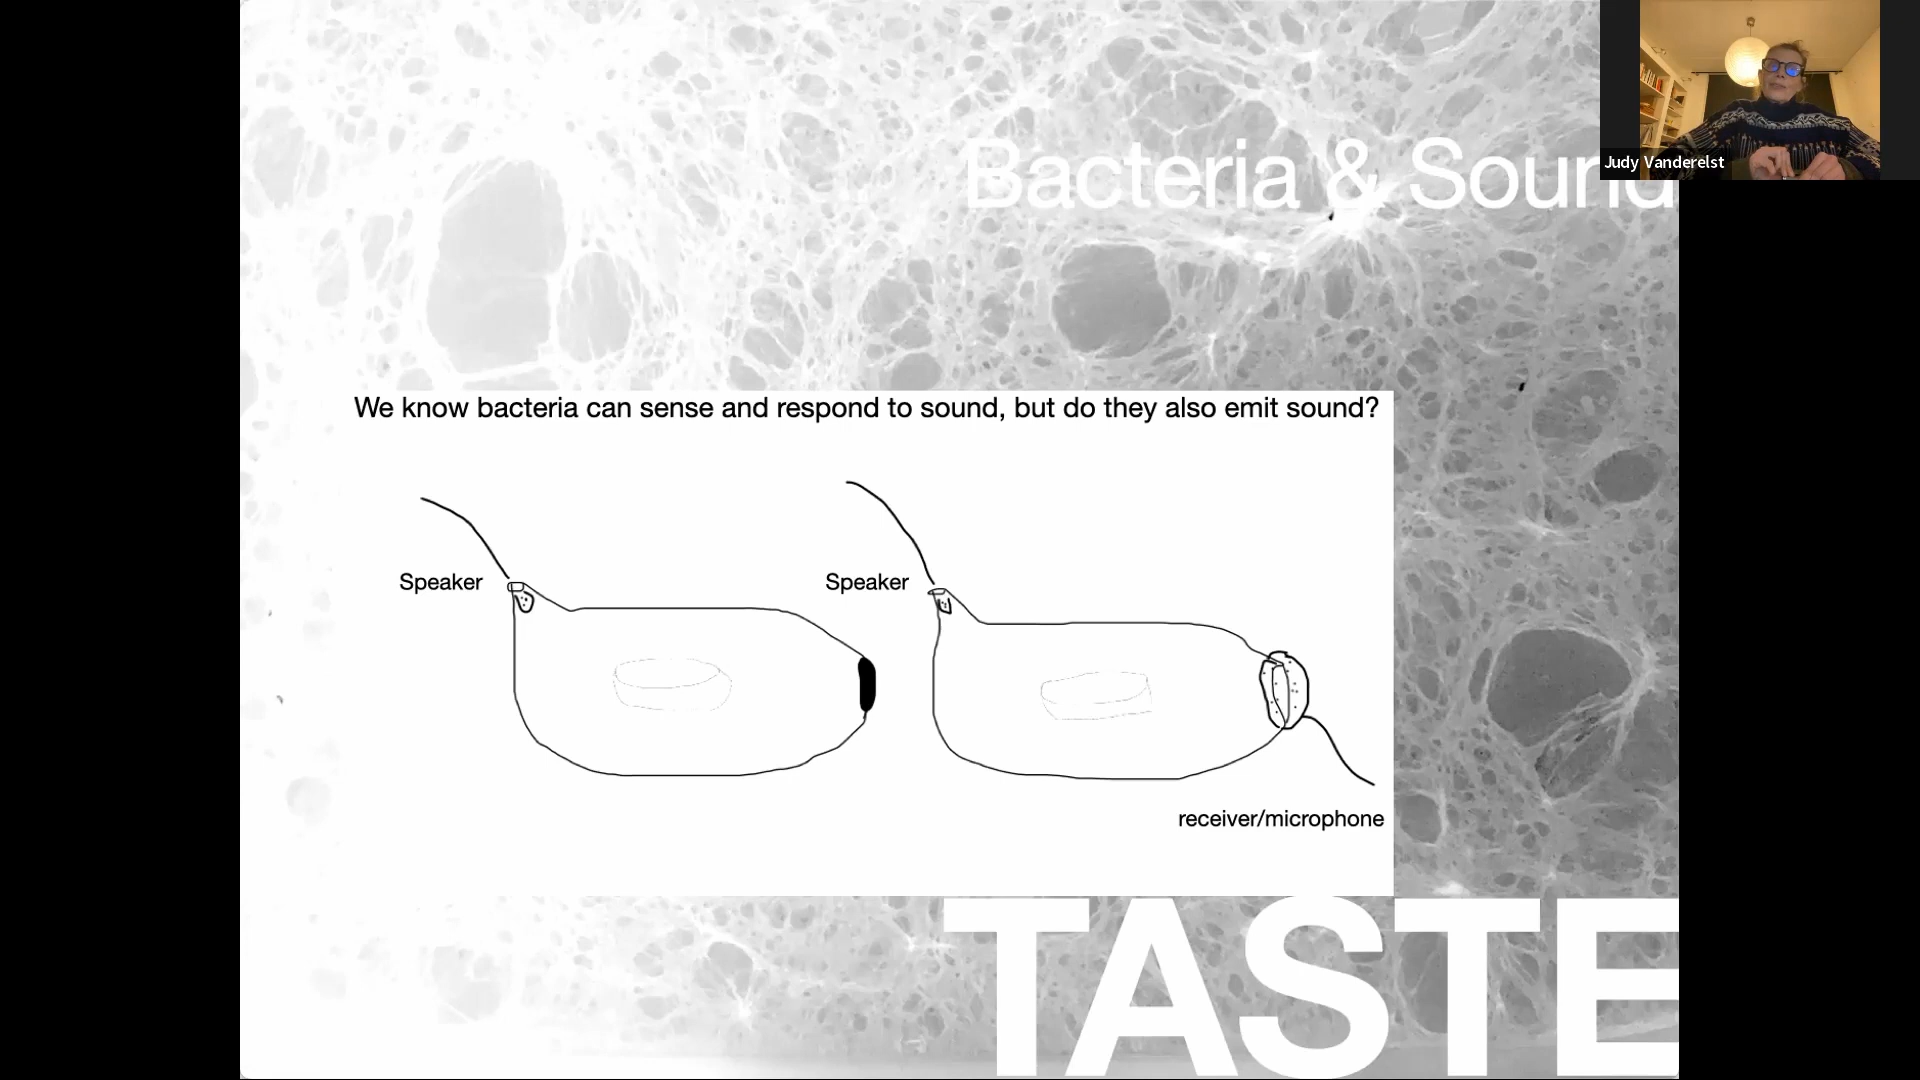 Bacteria & Sound
Judy Vanderelst
We know bacteria can sense and respond to sound, but do they also emit sound?
Speaker
Speaker
receiver/microphone
TASTE